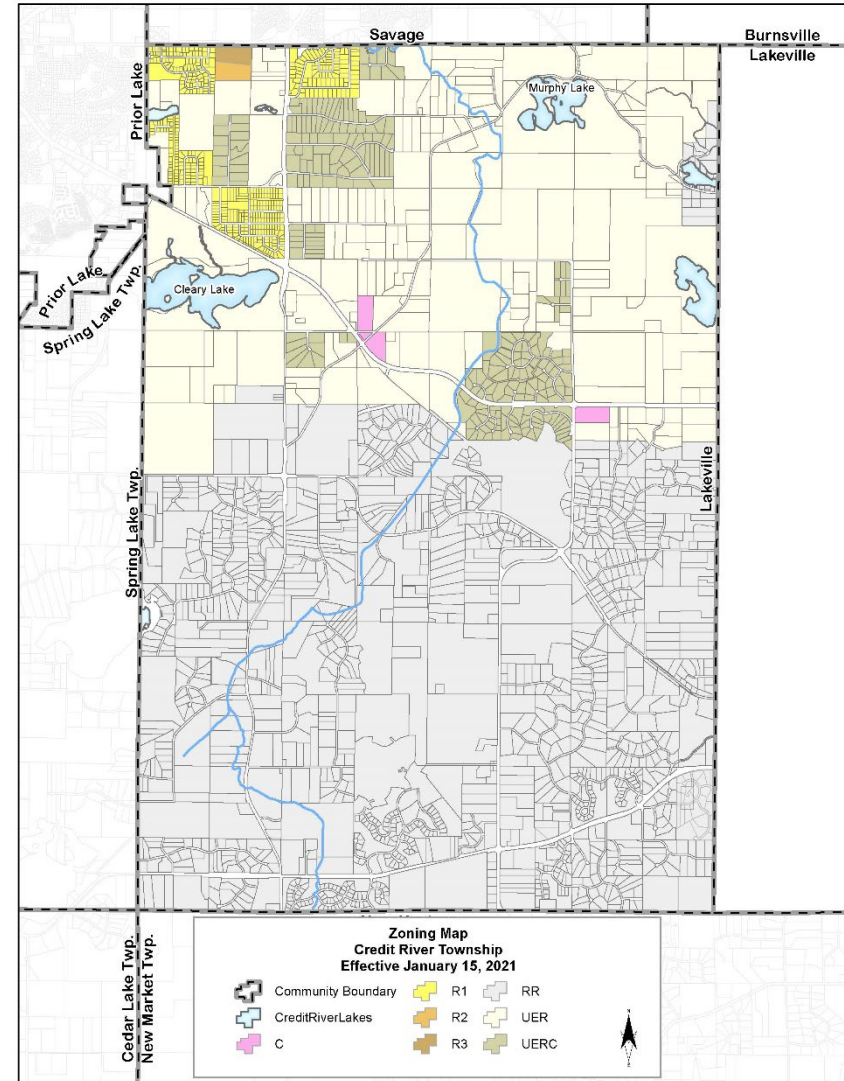 Savage
Burnsville
Lakeville
Prior Lake
Murphy Lake
Prior Lake
Spring Lake Twp.
Cleary Lake
Spring Lake Twp.
Lakeville
Cedar Lake Twp.
New Market Twp.
Zoning Map
Credit River Township
Effective January 15, 2021
Community Boundary
R1
RR
CreditRiverLakes
R2
UER
C
R3
UERC